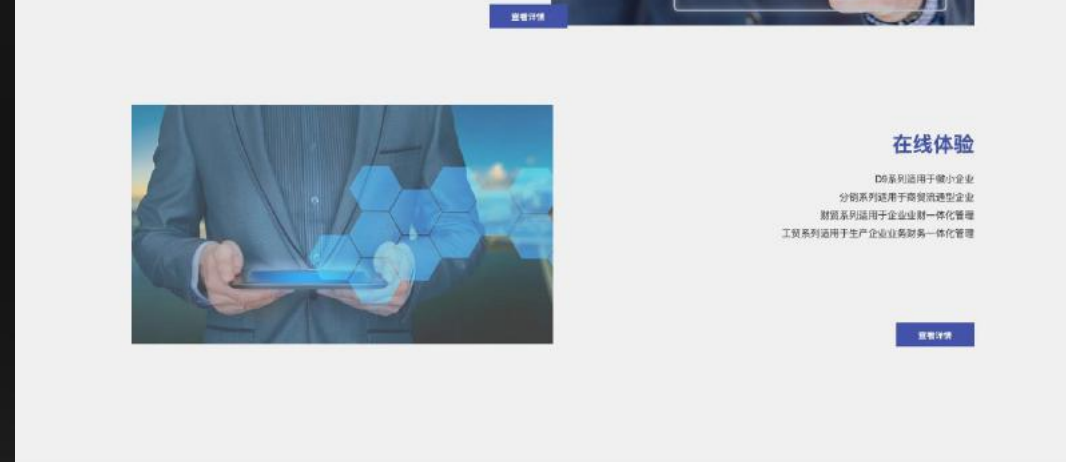 查看详情
在线体验
D9系列适用于微小企业
分销系列适用于商贸流通型企业
财贸系列适用于企业业财一体化管理
工贸系列适用于生产企业业务财务一体化管理
查看详情